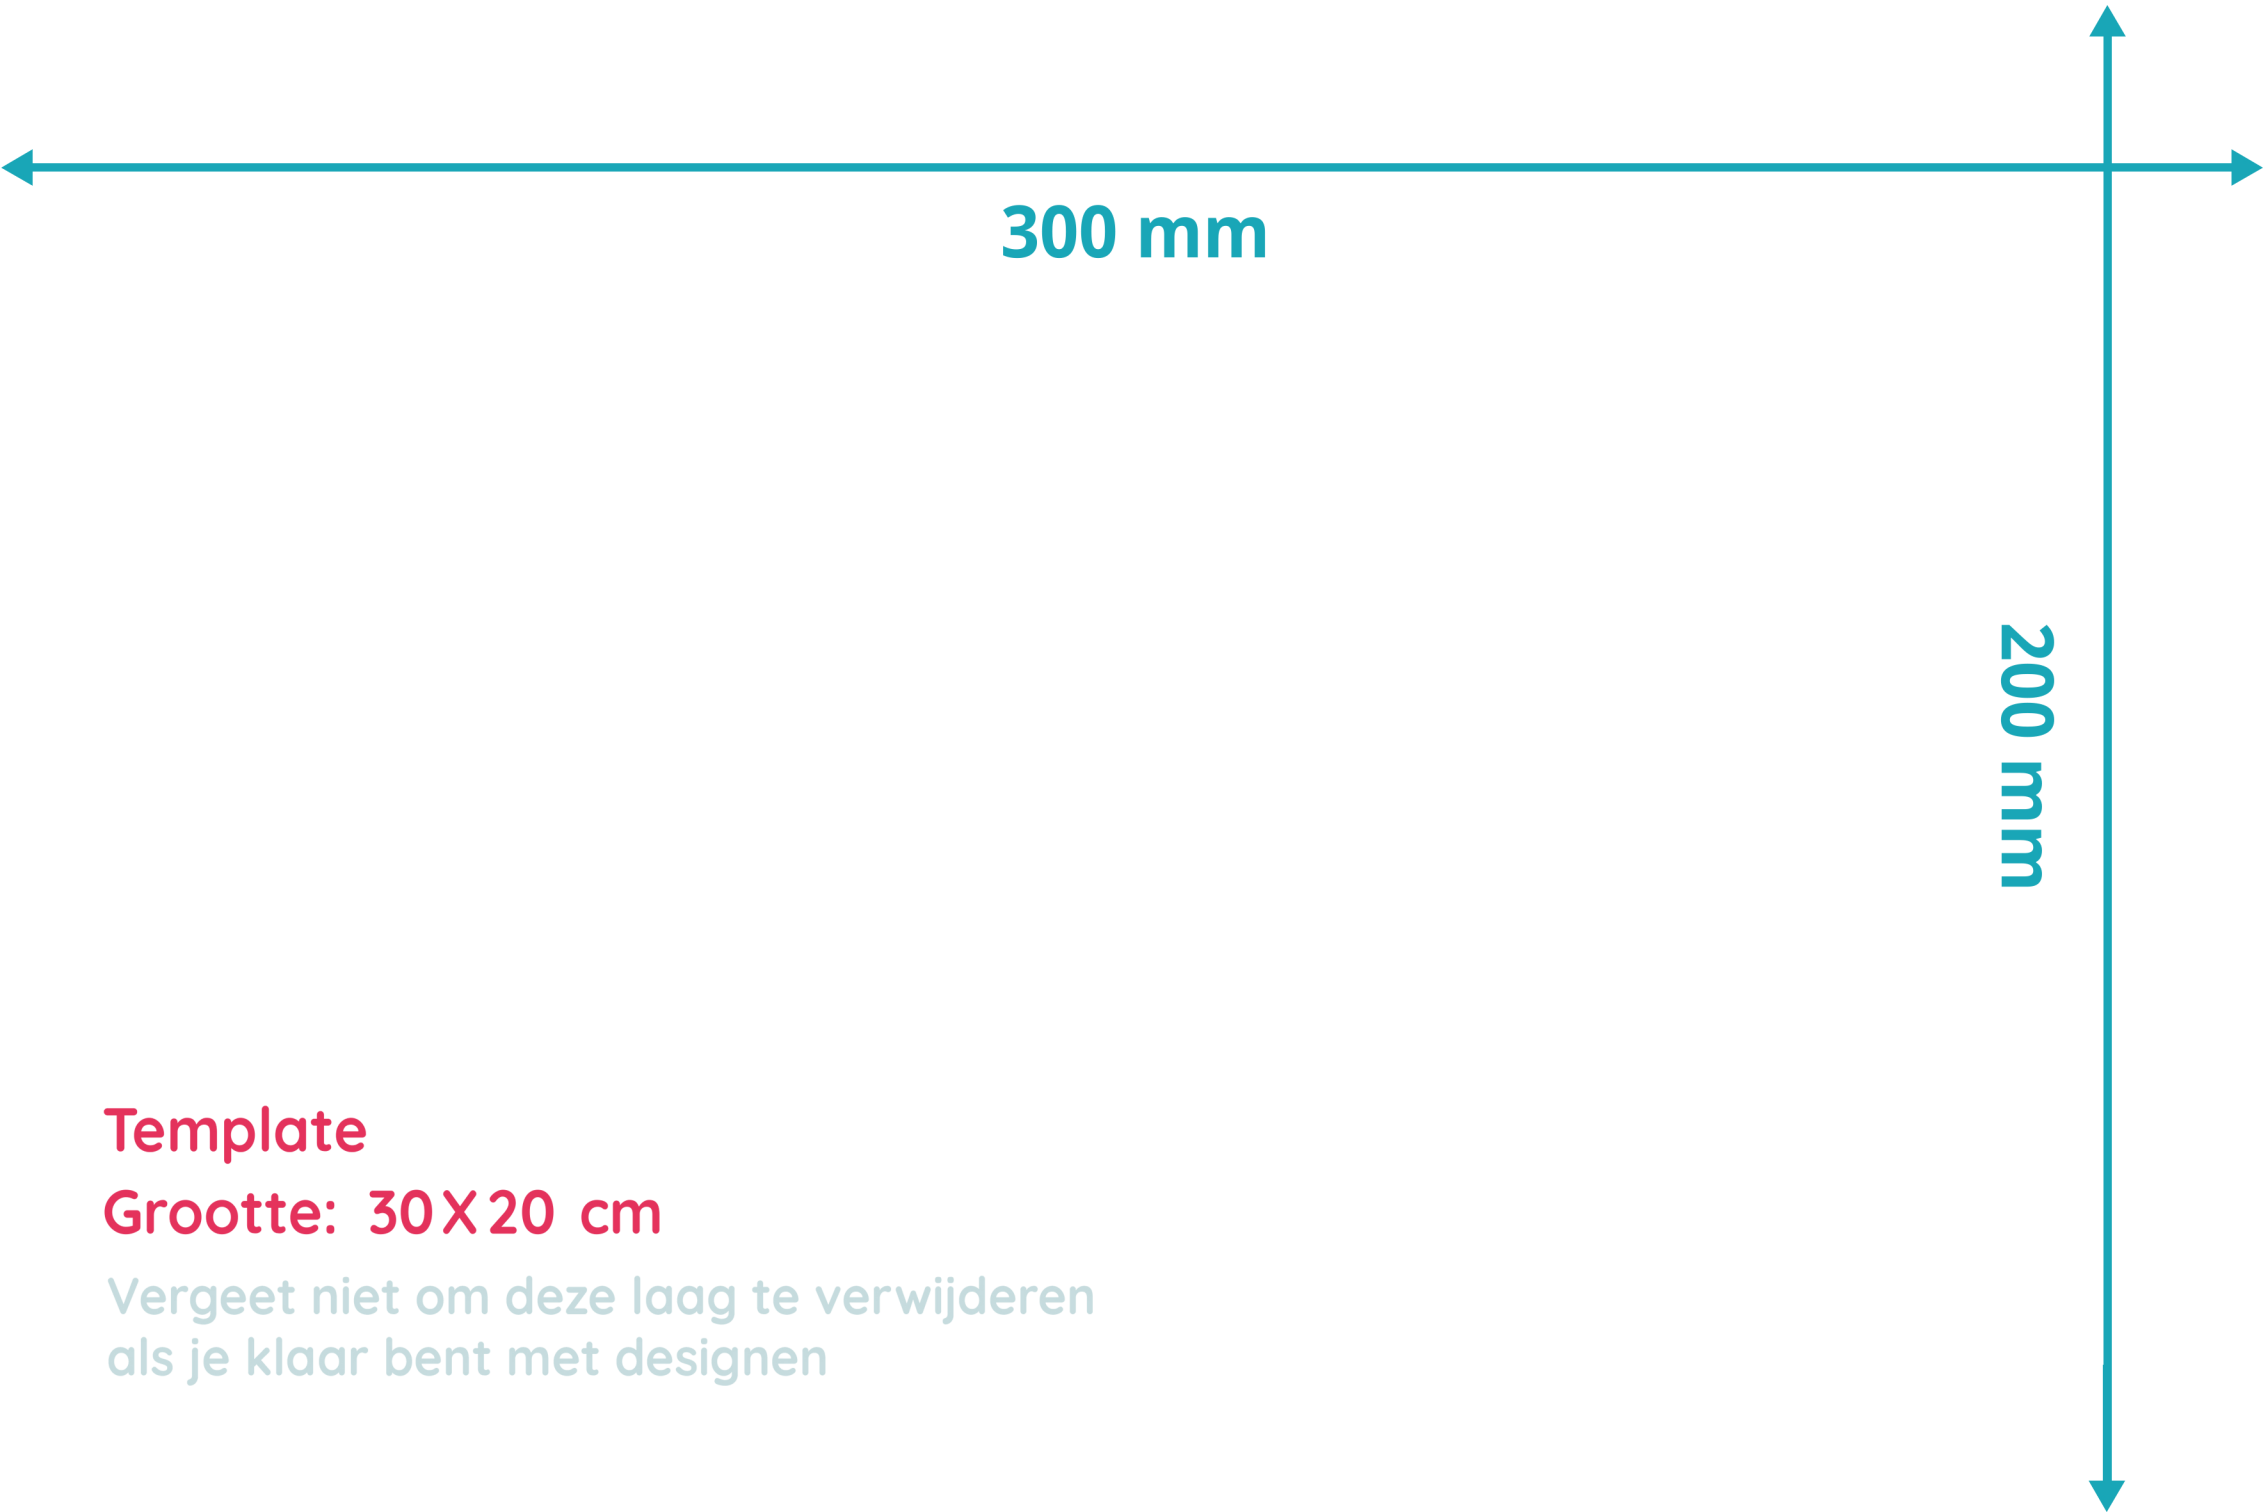 300 mm
200 mm
Template
Grootte: 30X20 cm
Vergeet niet om deze laag te verwijderen
als je klaar bent met designen